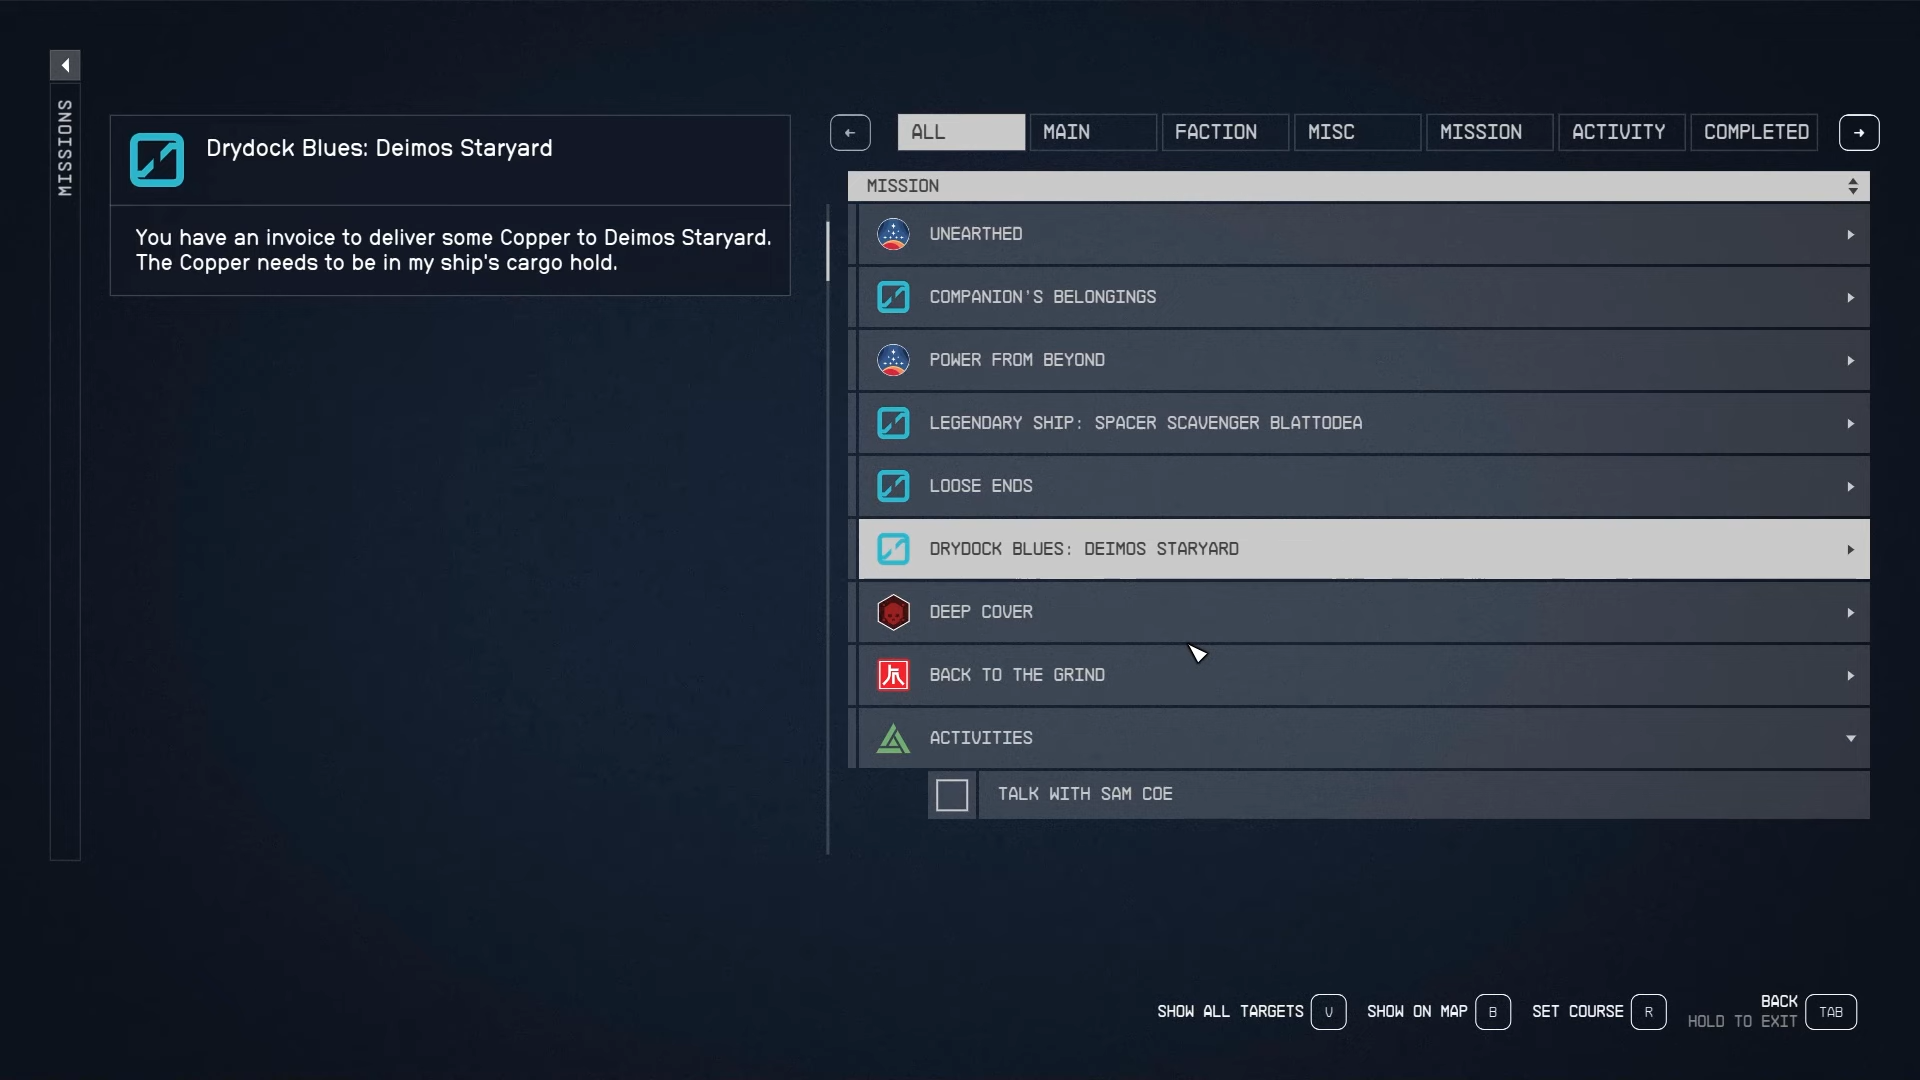 MISSIONS
Drydock Blues: Deimos Staryard
You have an invoice to deliver some Copper to Deimos Staryard.
The Copper needs to be in my ship's cargo hold.
ALL MAIN FACTION MISC MISSION ACTIVITY COMPLETED
MISSION
UNEARTHED
COMPANION'S BELONGINGS
POWER FROM BEYOND
LEGENDARY SHIP: SPACER SCAVENGER BLATTODEA
LOOSE ENDS
DRYDOCK BLUES: DEIMOS STARYARD
DEEP COVER
BACK TO THE GRIND
ACTIVITIES
TALK WITH SAM COE
SHOW ALL TARGETS V SHOW ON MAP B SET COURSE R BACK TAB
HOLD TO EXIT